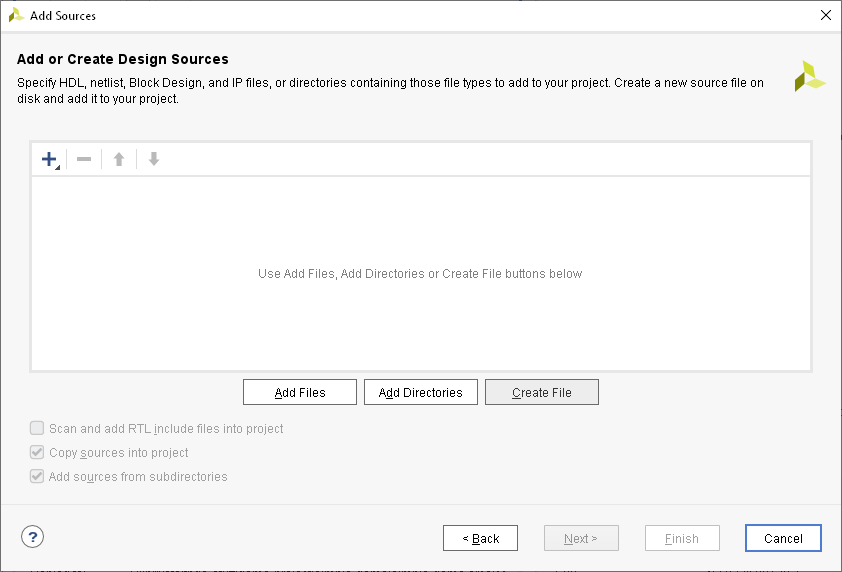 Add Sources
Add or Create Design Sources
Specify HDL, netlist, Block Design, and IP files, or directories containing those file types to add to your project. Create a new source file on
disk and add it to your project.
Use Add Files, Add Directories or Create File buttons below
Add Files
Add Directories
Create File
Scan and add RTL include files into project
Copy sources into project
Add sources from subdirectories
?
< Back
Next >
Finish
Cancel